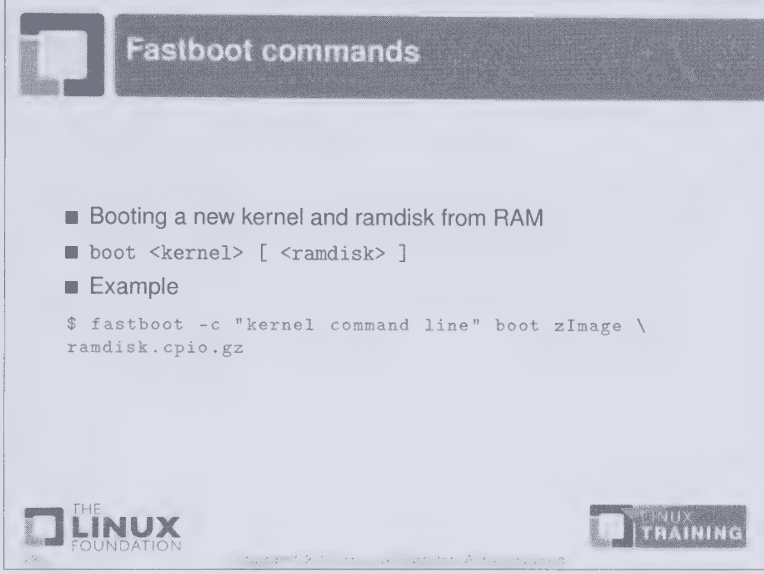 Fastboot commands
■ Booting a new kernel and ramdisk from RAM
■ boot <kernel> [ <ramdisk> ]
■ Example
$ fastboot -c "kernel command line" boot zImage \
ramdisk.cpio.gz
THE
LINUX
FOUNDATION
LINUX
TRAINING